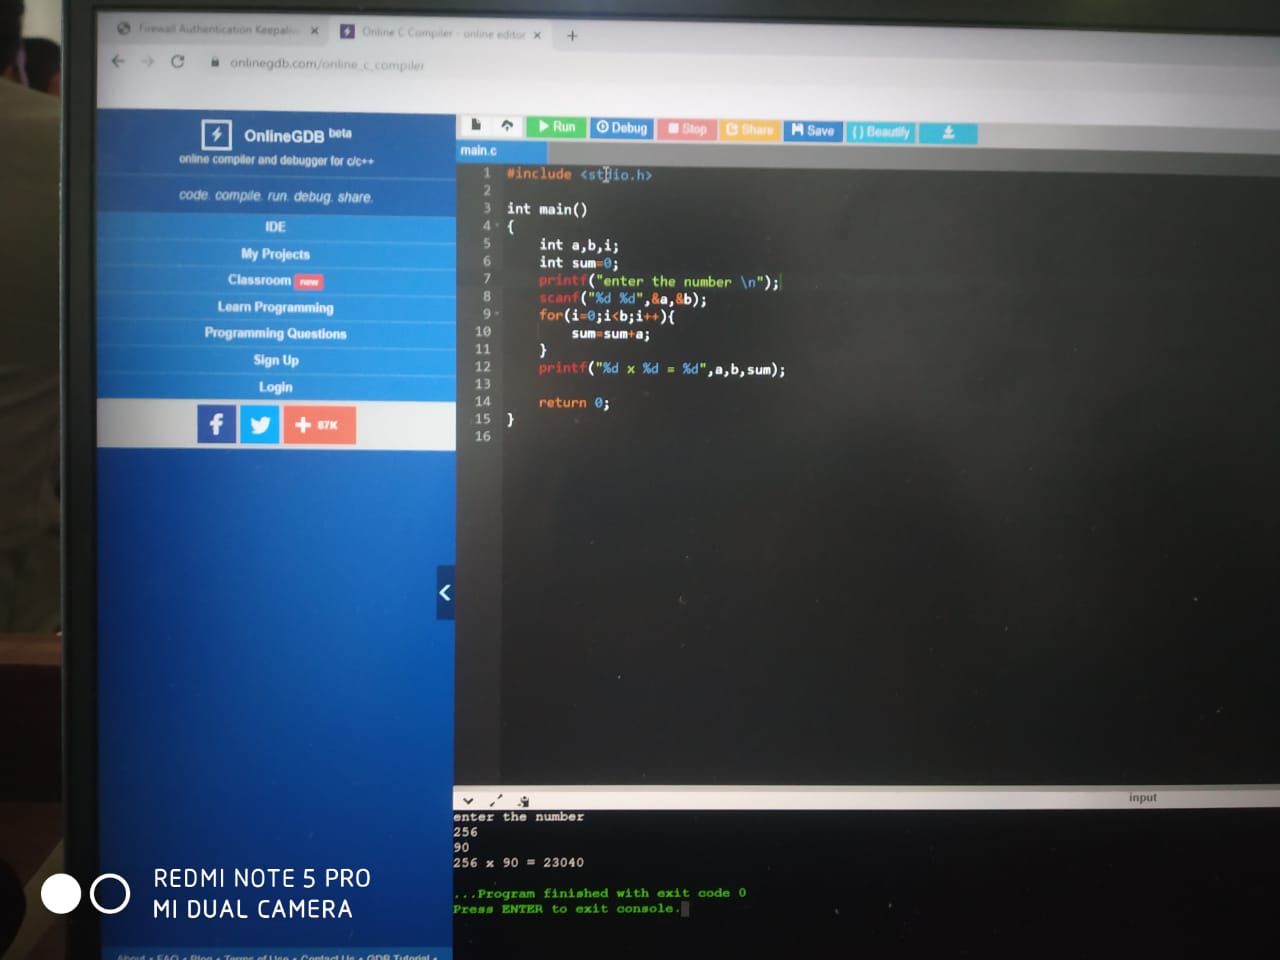 Firewall Authentication Keepaliv
Online C Compiler - online editor
onlinegdb.com/online_c_compiler
OnlineGDB beta
online compiler and debugger for c/c++
code. compile. run. debug. share.
IDE
My Projects
Classroom new
Learn Programming
Programming Questions
Sign Up
Login
f
+ 87K
Run Debug Stop Share Save {} Beautify
main.c
1 #include <stdio.h>
2
3 int main()
4 {
5 int a,b,i;
6 int sum=0;
7 printf("enter the number \n");
8 scanf("%d %d",&a,&b);
9 for(i=0;i<b;i++){
10 sum=sum+a;
11 }
12 printf("%d x %d = %d",a,b,sum);
13
14 return 0;
15 }
16
input
enter the number
256
90
256 x 90 = 23040
...Program finished with exit code 0
Press ENTER to exit console.
REDMI NOTE 5 PRO
MI DUAL CAMERA
About • FAQ • Blog • Terms of Use • Contact Us • GDB Tutorial •